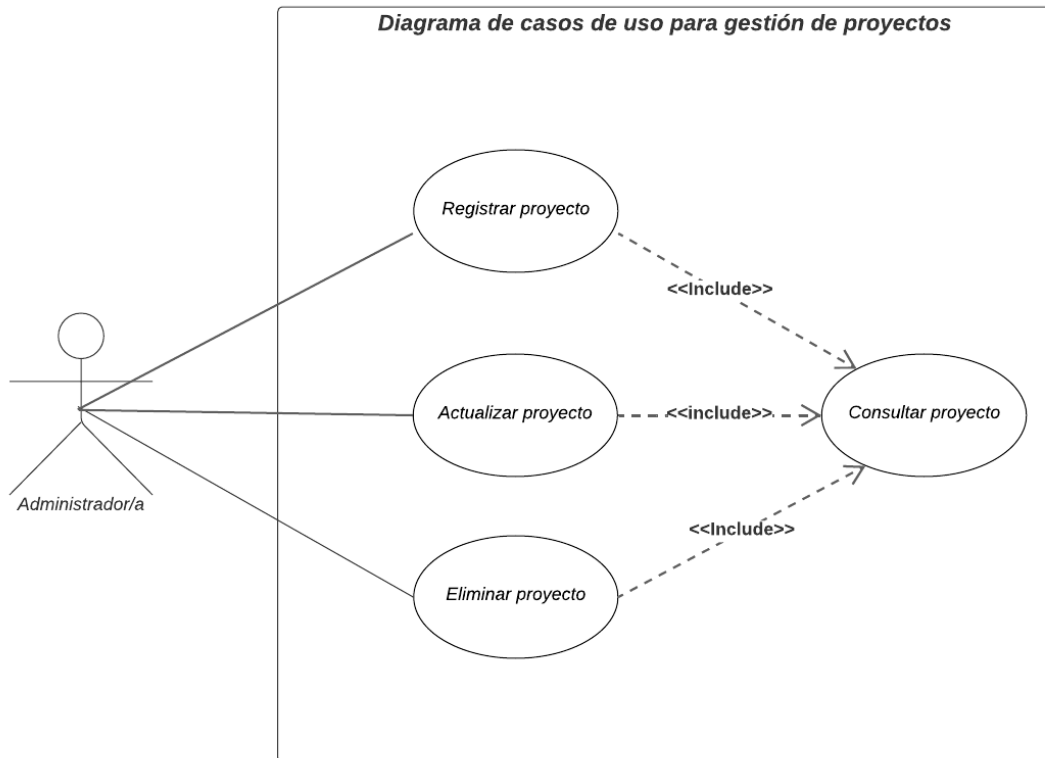 Diagrama de casos de uso para gestión de proyectos
Registrar proyecto
<<Include>>
Actualizar proyecto
<<include>>
Consultar proyecto
Administrador/a
<<Include>>
Eliminar proyecto